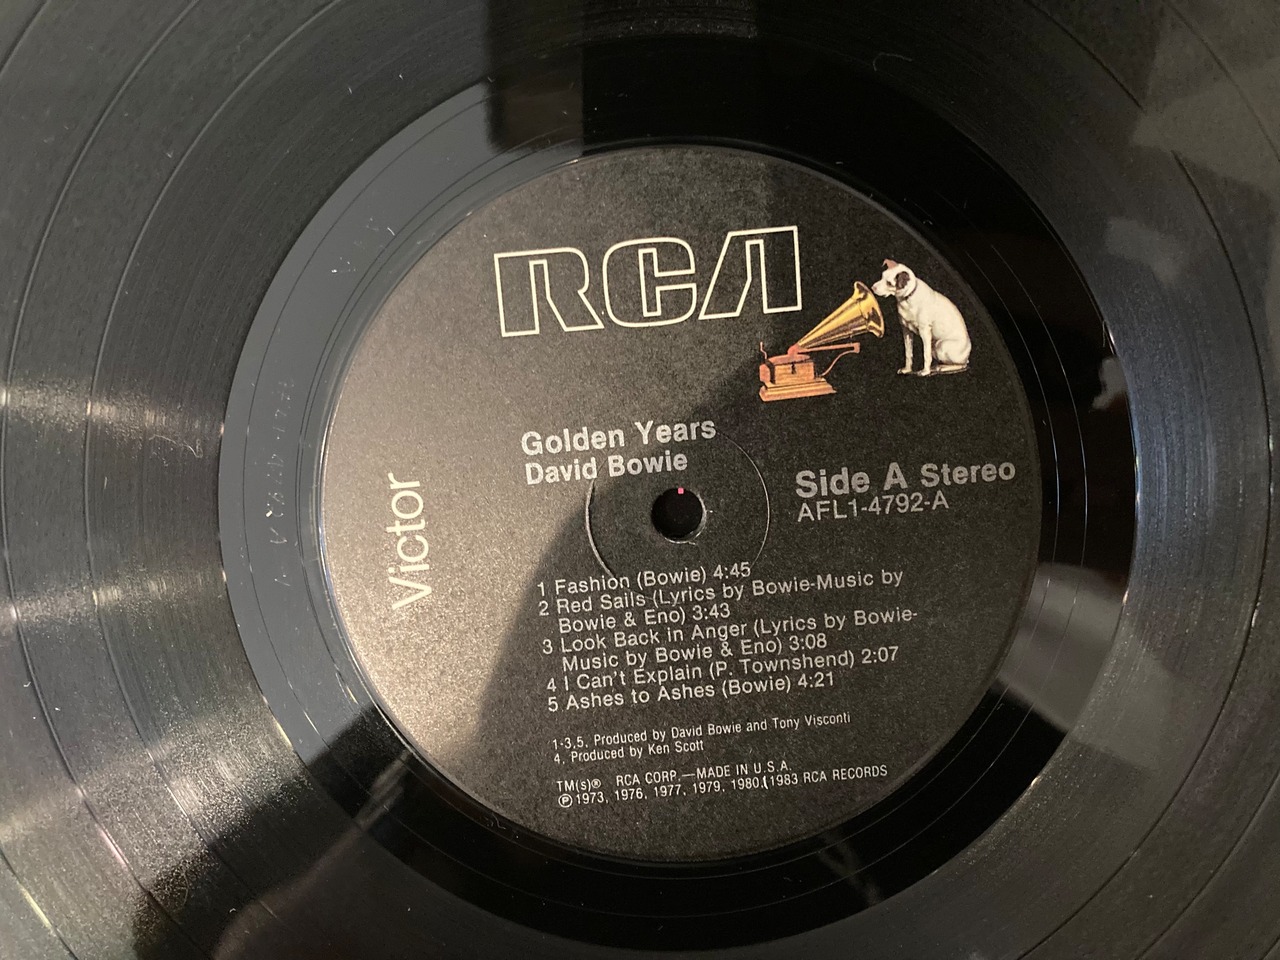 RCA
Victor
Golden Years
David Bowie
Side A Stereo
AFL1-4792-A
1 Fashion (Bowie) 4:45
2 Red Sails (Lyrics by Bowie-Music by
Bowie & Eno) 3:43
3 Look Back in Anger (Lyrics by Bowie-
Music by Bowie & Eno) 3:08
4 I Can't Explain (P. Townshend) 2:07
5 Ashes to Ashes (Bowie) 4:21
1-3,5, Produced by David Bowie and Tony Visconti
4, Produced by Ken Scott
TM(s)® RCA CORP.—MADE IN U.S.A.
℗ 1973, 1976, 1977, 1979, 1980, 1983 RCA RECORDS